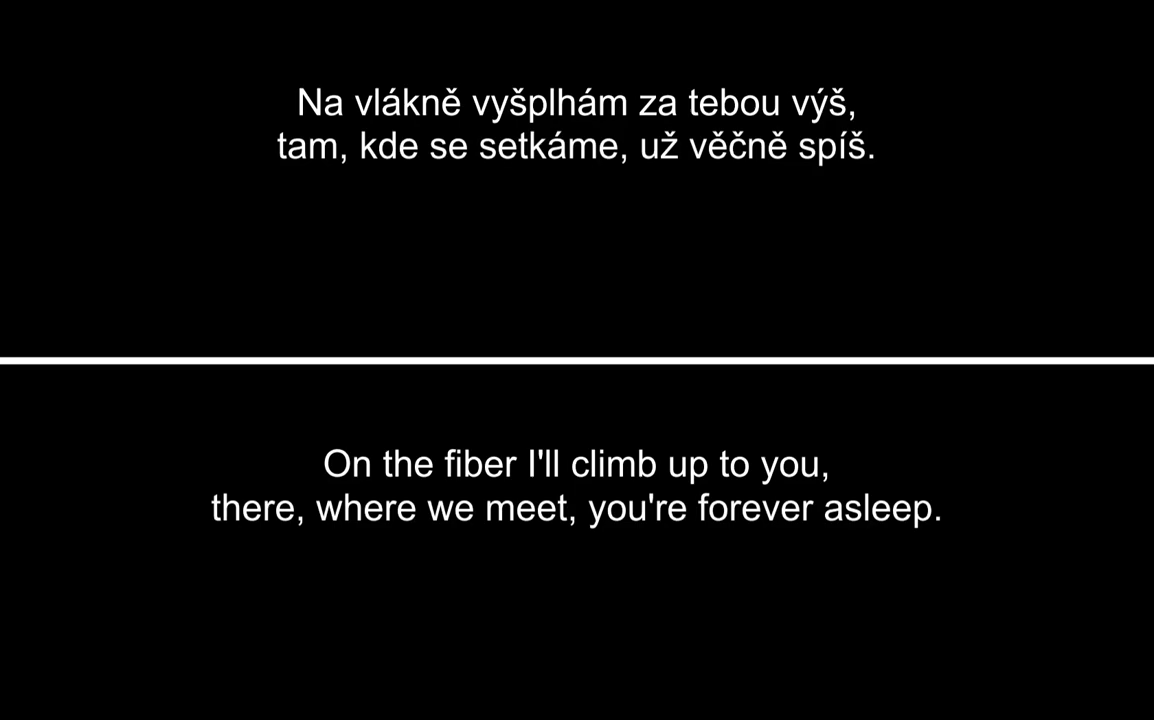 Na vlákně vyšplhám za tebou výš,
tam, kde se setkáme, už věčně spíš.
On the fiber I'll climb up to you,
there, where we meet, you're forever asleep.